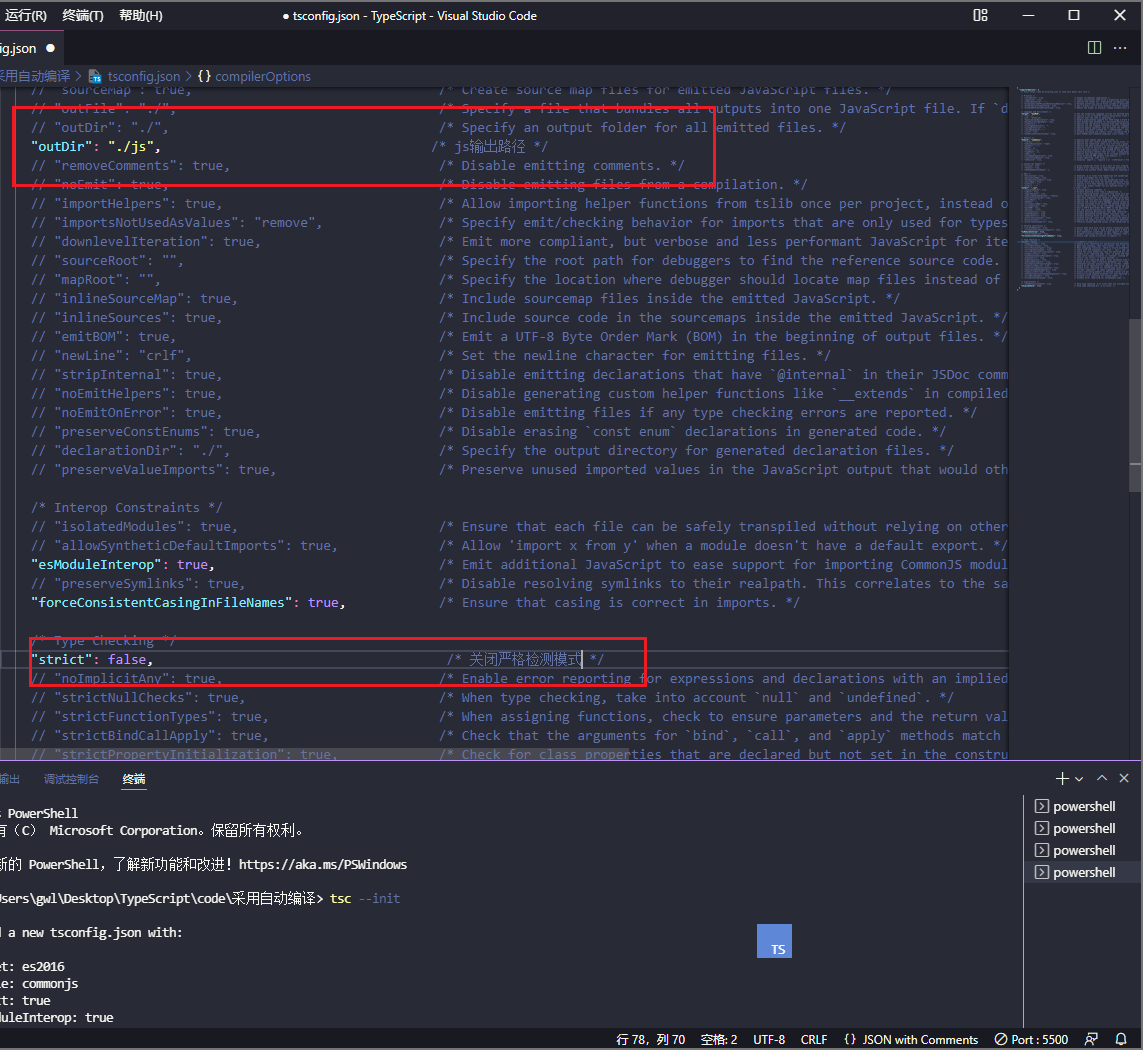 运行(R) 终端(T) 帮助(H) ● tsconfig.json - TypeScript - Visual Studio Code
ig.json ●
采用自动编译 > tsconfig.json > {} compilerOptions
// "sourceMap": true, /* Create source map files for emitted JavaScript files. */
// "outFile": "./", /* Specify a file that bundles all outputs into one JavaScript file. If `d
// "outDir": "./", /* Specify an output folder for all emitted files. */
"outDir": "./js", /* js输出路径 */
// "removeComments": true, /* Disable emitting comments. */
// "noEmit": true, /* Disable emitting files from a compilation. */
// "importHelpers": true, /* Allow importing helper functions from tslib once per project, instead o
// "importsNotUsedAsValues": "remove", /* Specify emit/checking behavior for imports that are only used for types
// "downlevelIteration": true, /* Emit more compliant, but verbose and less performant JavaScript for ite
// "sourceRoot": "", /* Specify the root path for debuggers to find the reference source code.
// "mapRoot": "", /* Specify the location where debugger should locate map files instead of
// "inlineSourceMap": true, /* Include sourcemap files inside the emitted JavaScript. */
// "inlineSources": true, /* Include source code in the sourcemaps inside the emitted JavaScript. */
// "emitBOM": true, /* Emit a UTF-8 Byte Order Mark (BOM) in the beginning of output files. */
// "newLine": "crlf", /* Set the newline character for emitting files. */
// "stripInternal": true, /* Disable emitting declarations that have `@internal` in their JSDoc comm
// "noEmitHelpers": true, /* Disable generating custom helper functions like `__extends` in compiled
// "noEmitOnError": true, /* Disable emitting files if any type checking errors are reported. */
// "preserveConstEnums": true, /* Disable erasing `const enum` declarations in generated code. */
// "declarationDir": "./", /* Specify the output directory for generated declaration files. */
// "preserveValueImports": true, /* Preserve unused imported values in the JavaScript output that would oth
/* Interop Constraints */
// "isolatedModules": true, /* Ensure that each file can be safely transpiled without relying on other
// "allowSyntheticDefaultImports": true, /* Allow 'import x from y' when a module doesn't have a default export. */
"esModuleInterop": true, /* Emit additional JavaScript to ease support for importing CommonJS modul
// "preserveSymlinks": true, /* Disable resolving symlinks to their realpath. This correlates to the sa
"forceConsistentCasingInFileNames": true, /* Ensure that casing is correct in imports. */
/* Type Checking */
"strict": false, /* 关闭严格检测模式 */
// "noImplicitAny": true, /* Enable error reporting for expressions and declarations with an implied
// "strictNullChecks": true, /* When type checking, take into account `null` and `undefined`. */
// "strictFunctionTypes": true, /* When assigning functions, check to ensure parameters and the return val
// "strictBindCallApply": true, /* Check that the arguments for `bind`, `call`, and `apply` methods match
// "strictPropertyInitialization": true, /* Check for class properties that are declared but not set in the constru
输出 调试控制台 终端
s PowerShell
有（C） Microsoft Corporation。保留所有权利。
新的 PowerShell，了解新功能和改进！https://aka.ms/PSWindows
Users\gwl\Desktop\TypeScript\code\采用自动编译> tsc --init
d a new tsconfig.json with:
et: es2016
le: commonjs
ct: true
duleInterop: true
powershell
powershell
powershell
powershell
TS
行 78，列 70 空格: 2 UTF-8 CRLF {} JSON with Comments Port : 5500